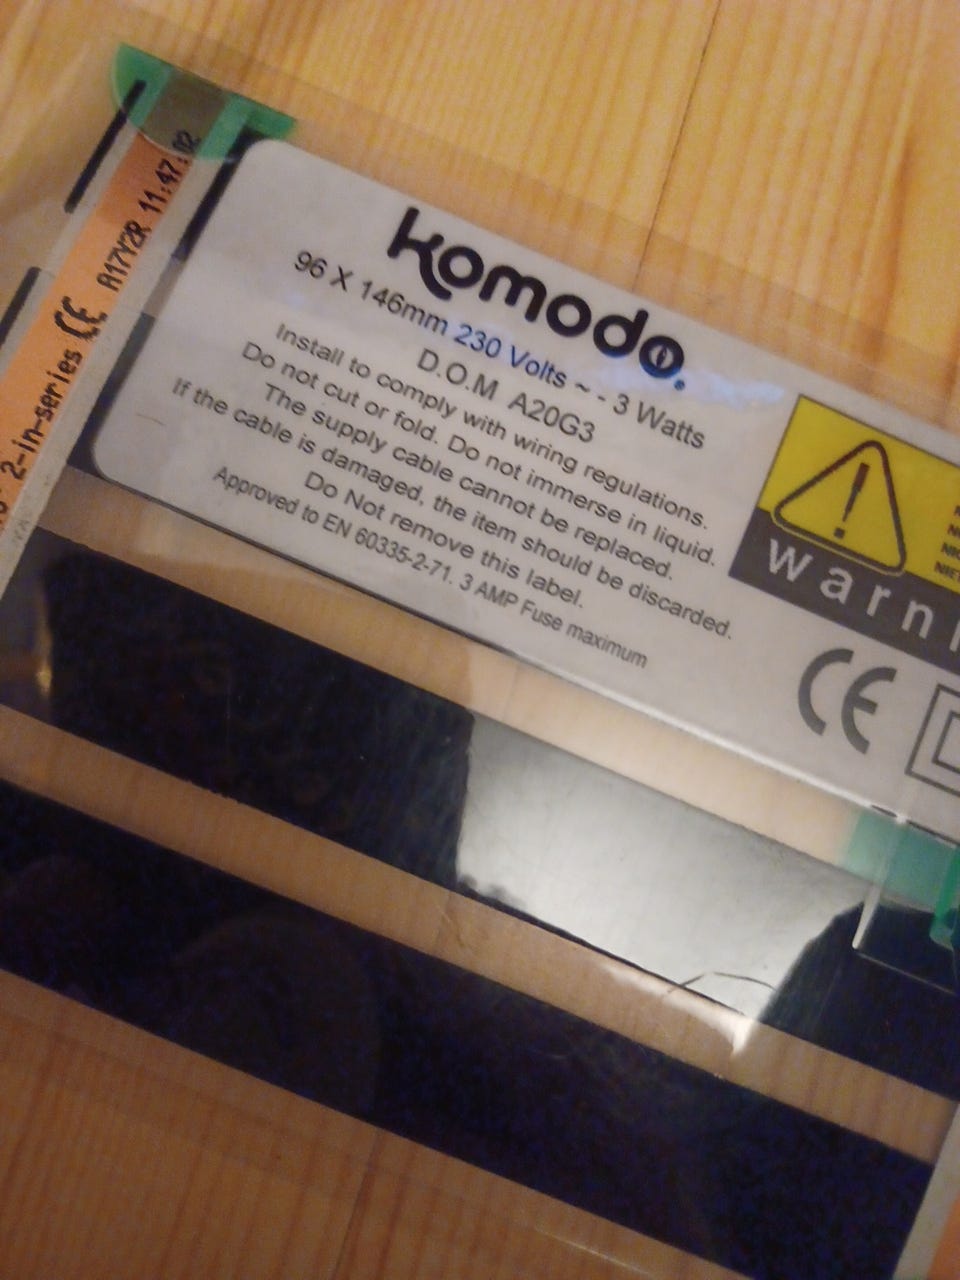 komodo
96 X 146mm 230 Volts ~ - 3 Watts
D.O.M A20G3
Install to comply with wiring regulations.
Do not cut or fold. Do not immerse in liquid.
The supply cable cannot be replaced.
If the cable is damaged, the item should be discarded.
Do Not remove this label.
Approved to EN 60335-2-71. 3 AMP Fuse maximum
!
warn
CE
2-in-series CE A17Y2R 11:47:02